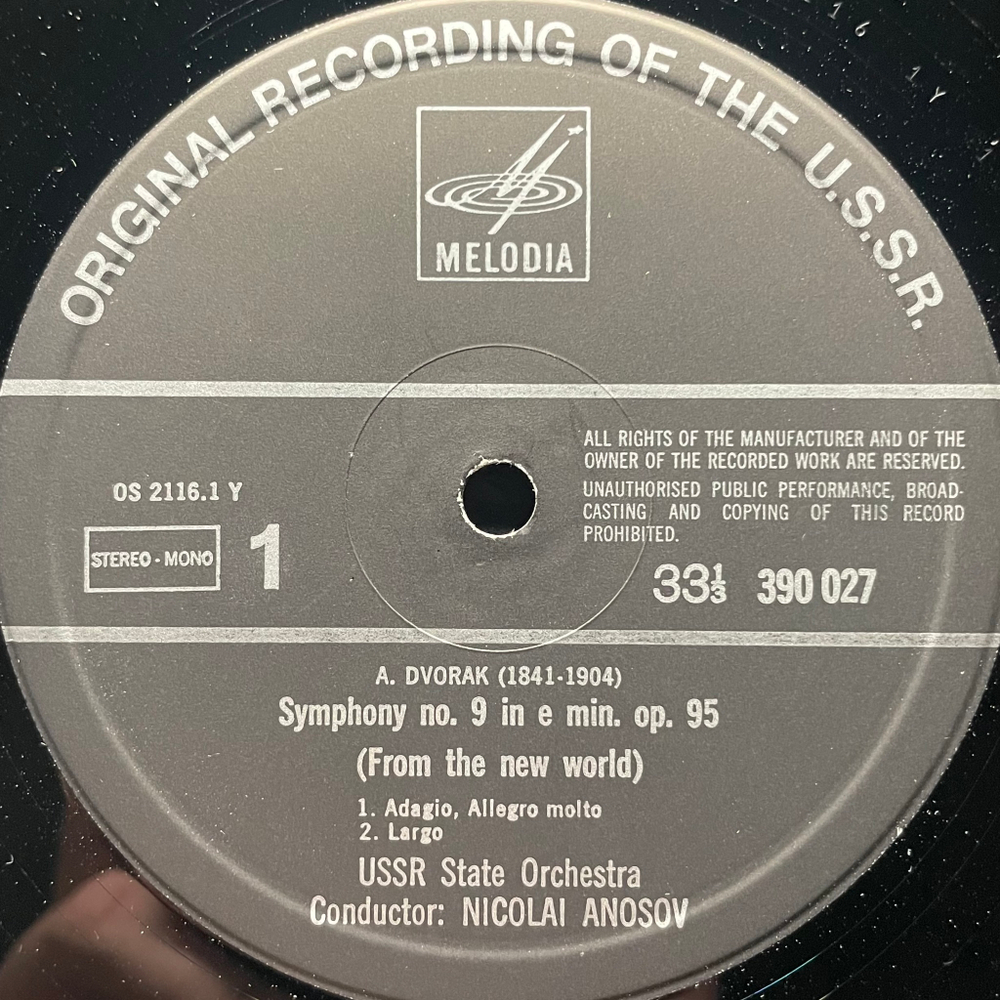 ORIGINAL RECORDING OF THE U.S.S.R.
MELODIA
ALL RIGHTS OF THE MANUFACTURER AND OF THE
OWNER OF THE RECORDED WORK ARE RESERVED.
UNAUTHORISED PUBLIC PERFORMANCE, BROAD-
CASTING AND COPYING OF THIS RECORD
PROHIBITED.
OS 2116.1 Y
STEREO - MONO
1
33⅓ 390 027
A. DVORAK (1841-1904)
Symphony no. 9 in e min. op. 95
(From the new world)
1. Adagio, Allegro molto
2. Largo
USSR State Orchestra
Conductor: NICOLAI ANOSOV